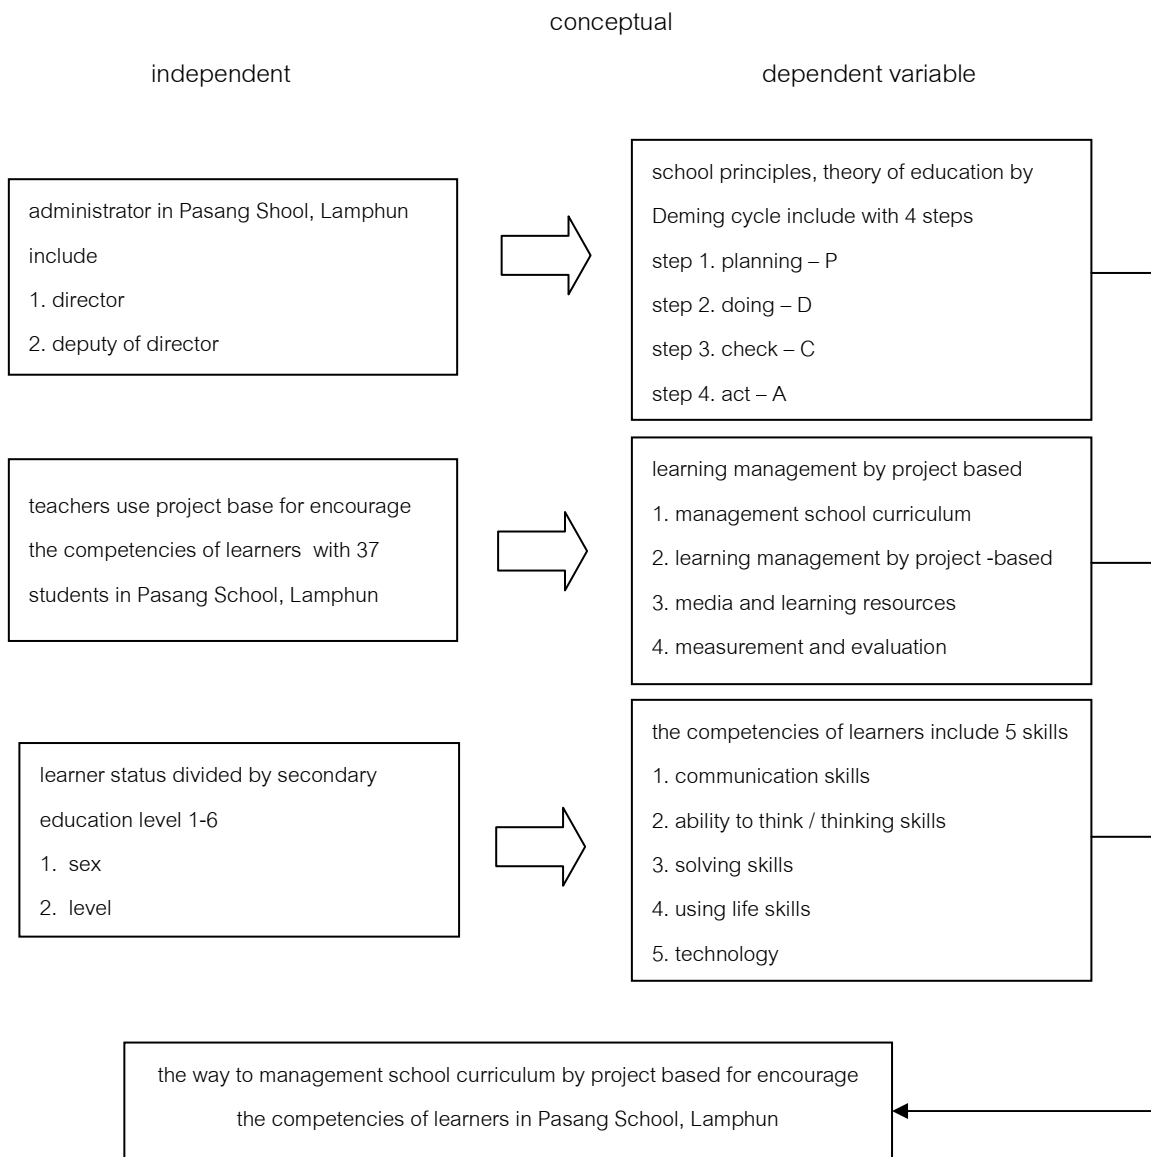 conceptual
independent
dependent variable
administrator in Pasang Shool, Lamphun
include
1. director
2. deputy of director
school principles, theory of education by
Deming cycle include with 4 steps
step 1. planning – P
step 2. doing – D
step 3. check – C
step 4. act – A
teachers use project base for encourage
the competencies of learners with 37
students in Pasang School, Lamphun
learning management by project based
1. management school curriculum
2. learning management by project -based
3. media and learning resources
4. measurement and evaluation
learner status divided by secondary
education level 1-6
1. sex
2. level
the competencies of learners include 5 skills
1. communication skills
2. ability to think / thinking skills
3. solving skills
4. using life skills
5. technology
the way to management school curriculum by project based for encourage
the competencies of learners in Pasang School, Lamphun